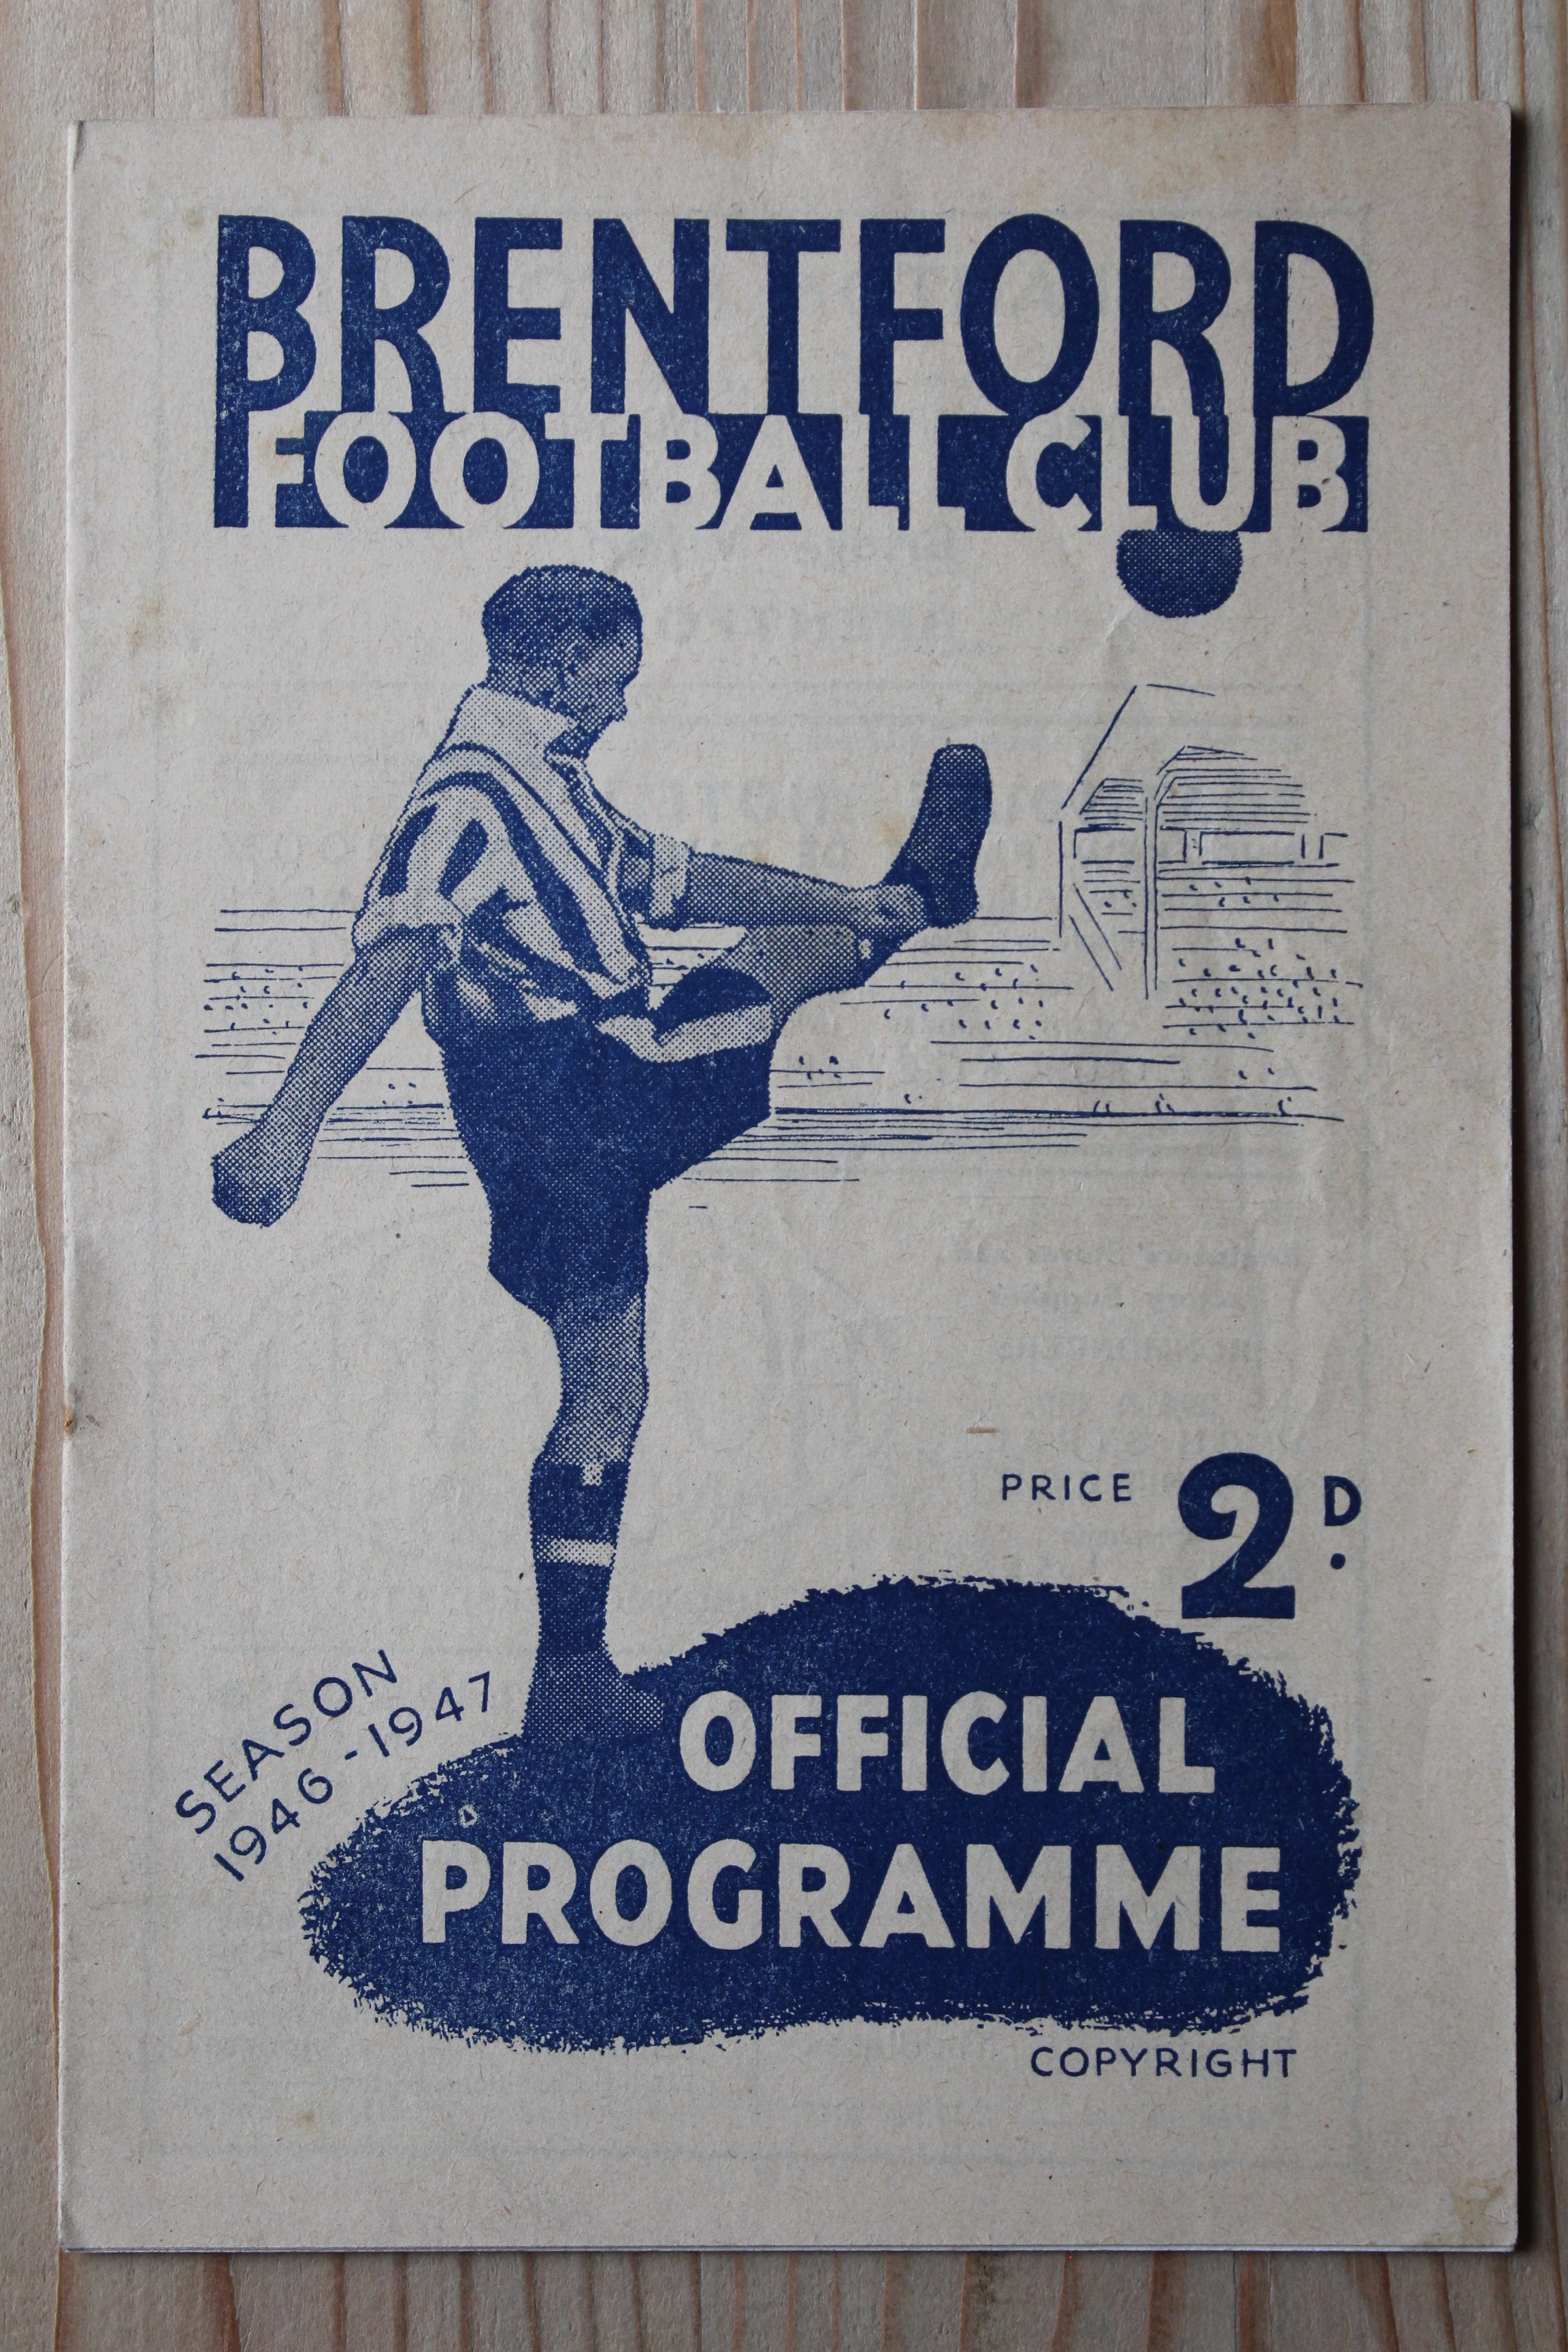 BRENTFORD
FOOTBALL CLUB
PRICE 2D.
SEASON
1946-1947
OFFICIAL
PROGRAMME
COPYRIGHT